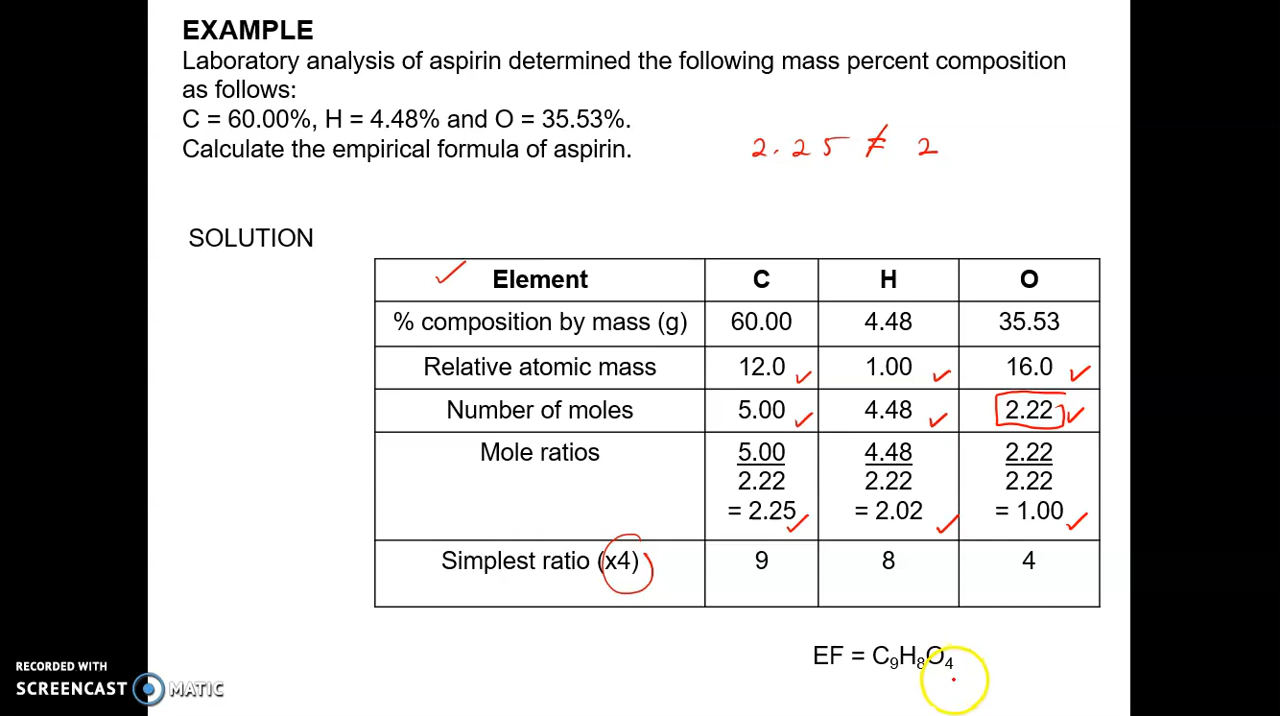 EXAMPLE
Laboratory analysis of aspirin determined the following mass percent composition
as follows:
C = 60.00%, H = 4.48% and O = 35.53%.
Calculate the empirical formula of aspirin.
2.25 ≠ 2
SOLUTION
Element C H O
% composition by mass (g) 60.00 4.48 35.53
Relative atomic mass 12.0 1.00 16.0
Number of moles 5.00 4.48 2.22
Mole ratios 5.00 4.48 2.22
2.22 2.22 2.22
= 2.25 = 2.02 = 1.00
Simplest ratio (x4) 9 8 4
EF = C₉H₈O₄
RECORDED WITH
SCREENCAST MATIC